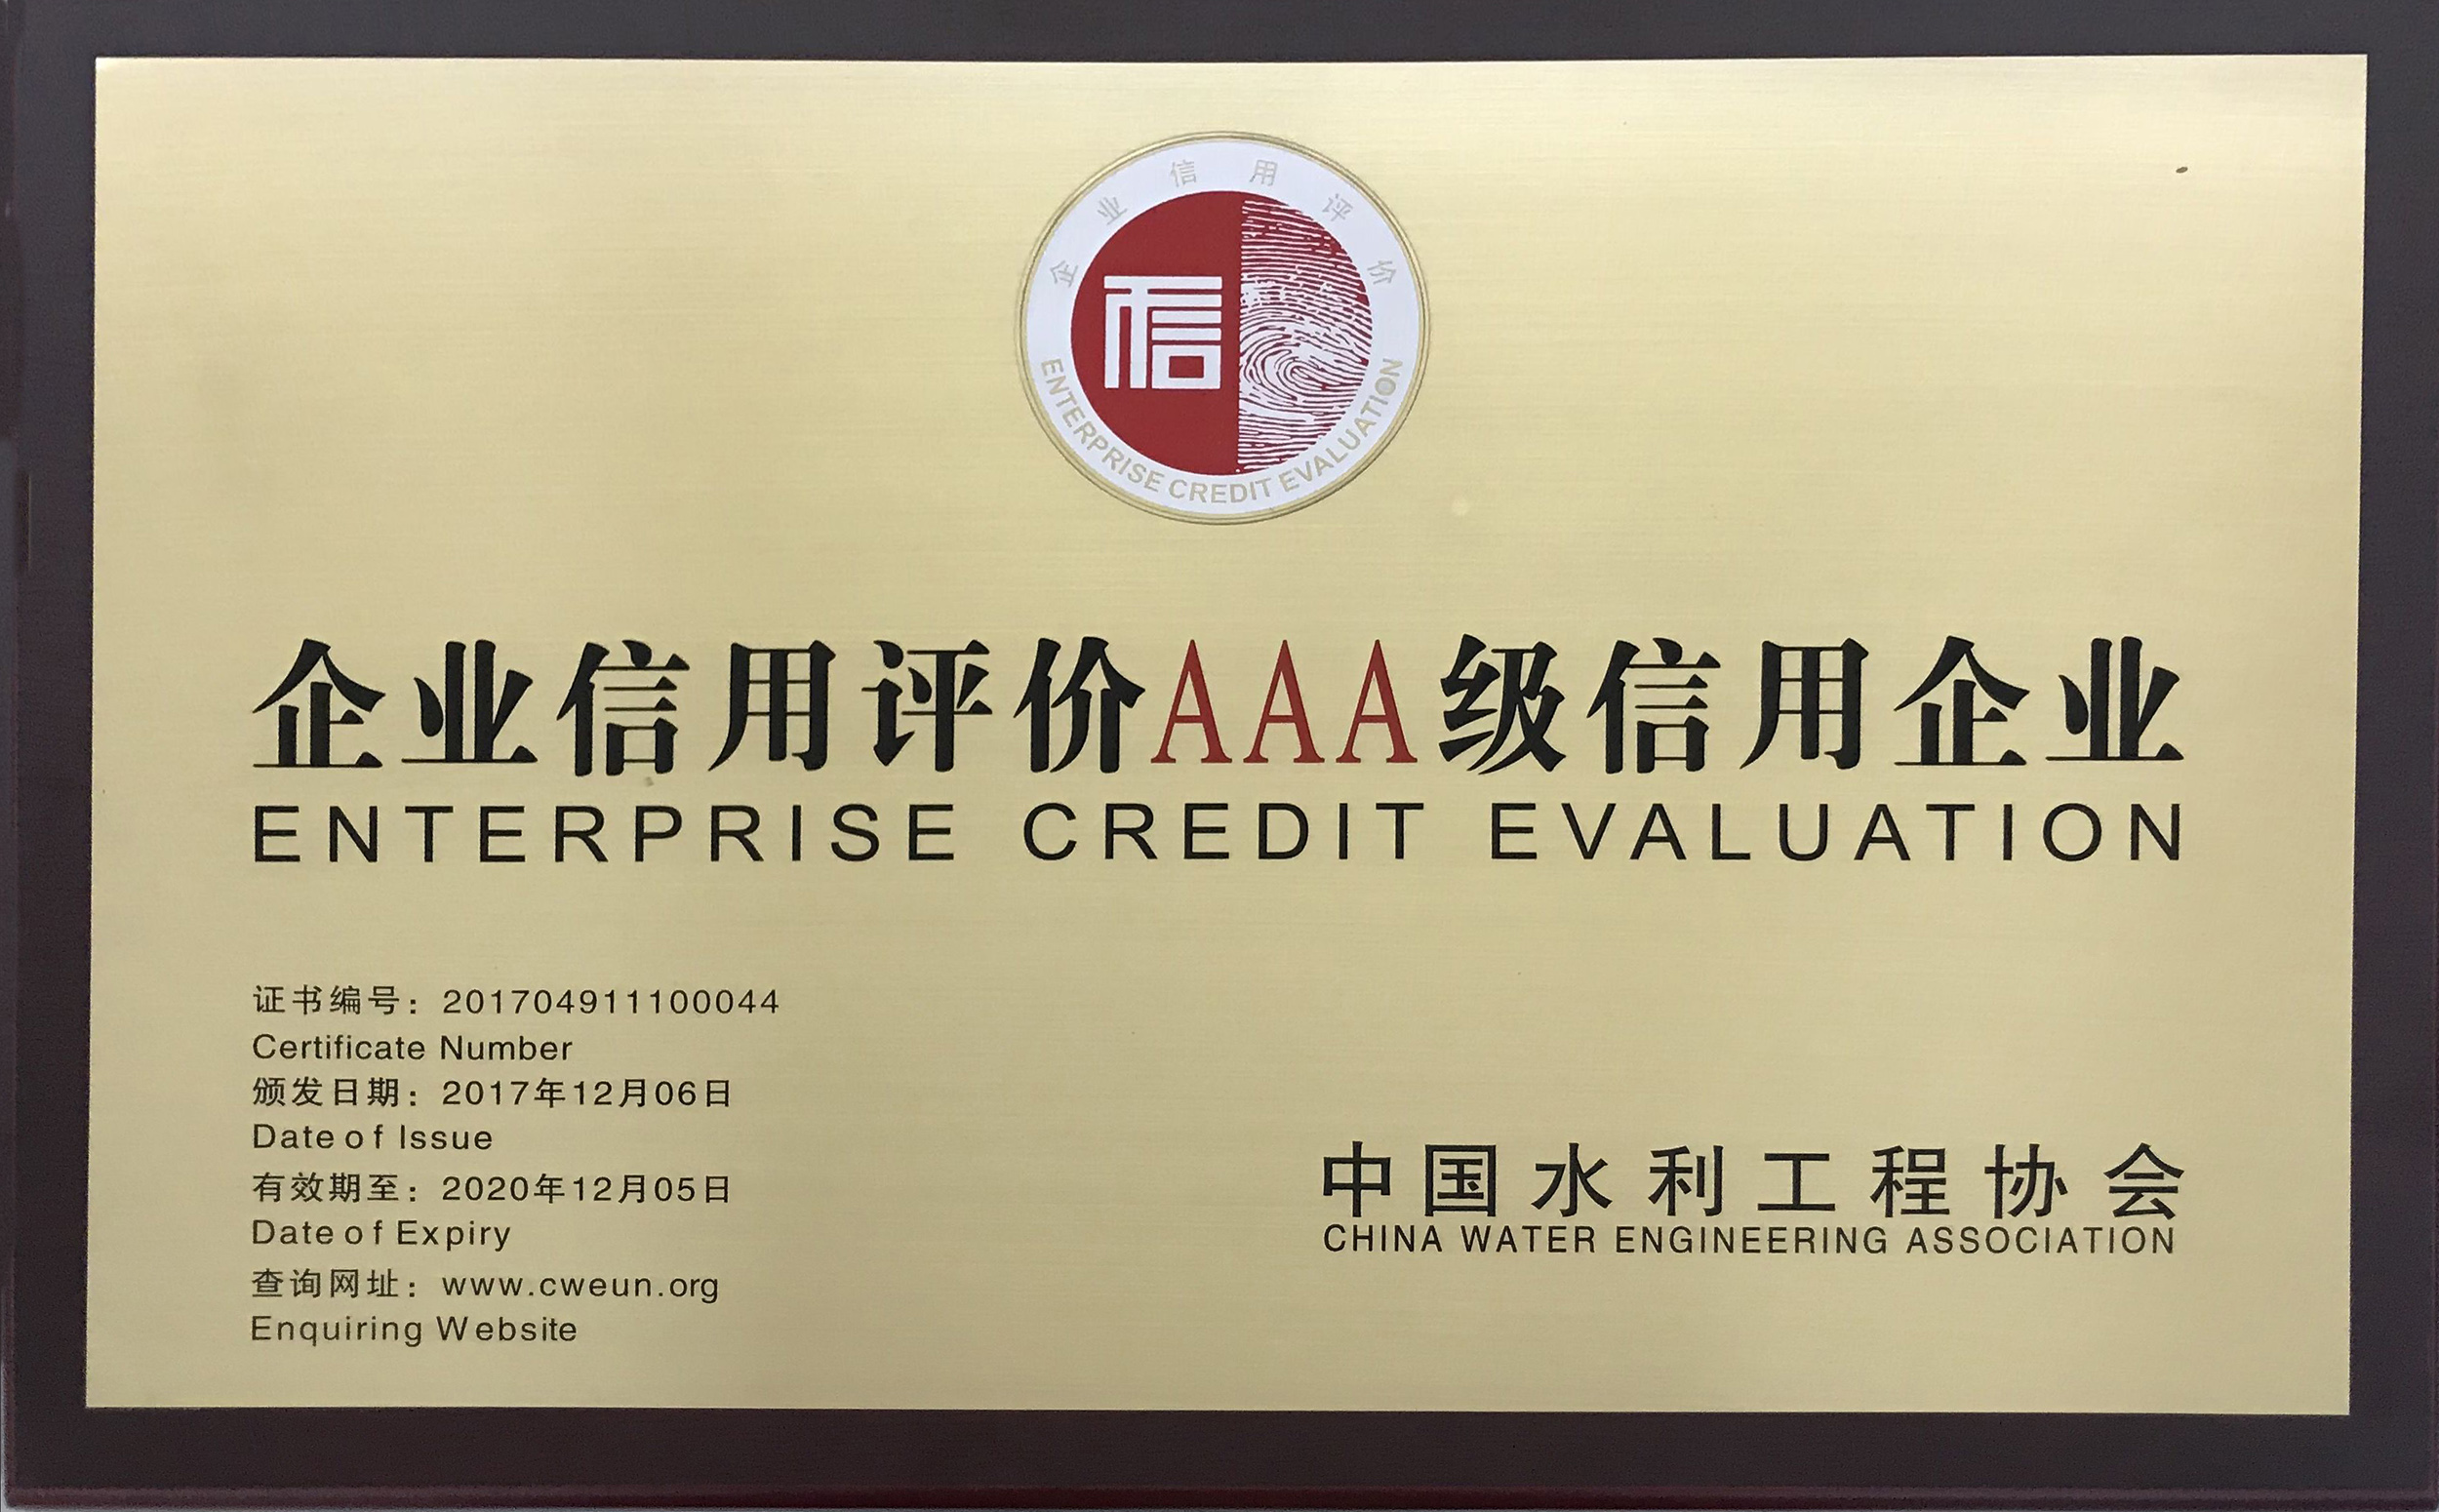 企业信用评价
信
ENTERPRISE CREDIT EVALUATION
企业信用评价AAA级信用企业
ENTERPRISE CREDIT EVALUATION
证书编号：201704911100044
Certificate Number
颁发日期：2017年12月06日
Date of Issue
有效期至：2020年12月05日
Date of Expiry
查询网址：www.cweun.org
Enquiring Website
中国水利工程协会
CHINA WATER ENGINEERING ASSOCIATION